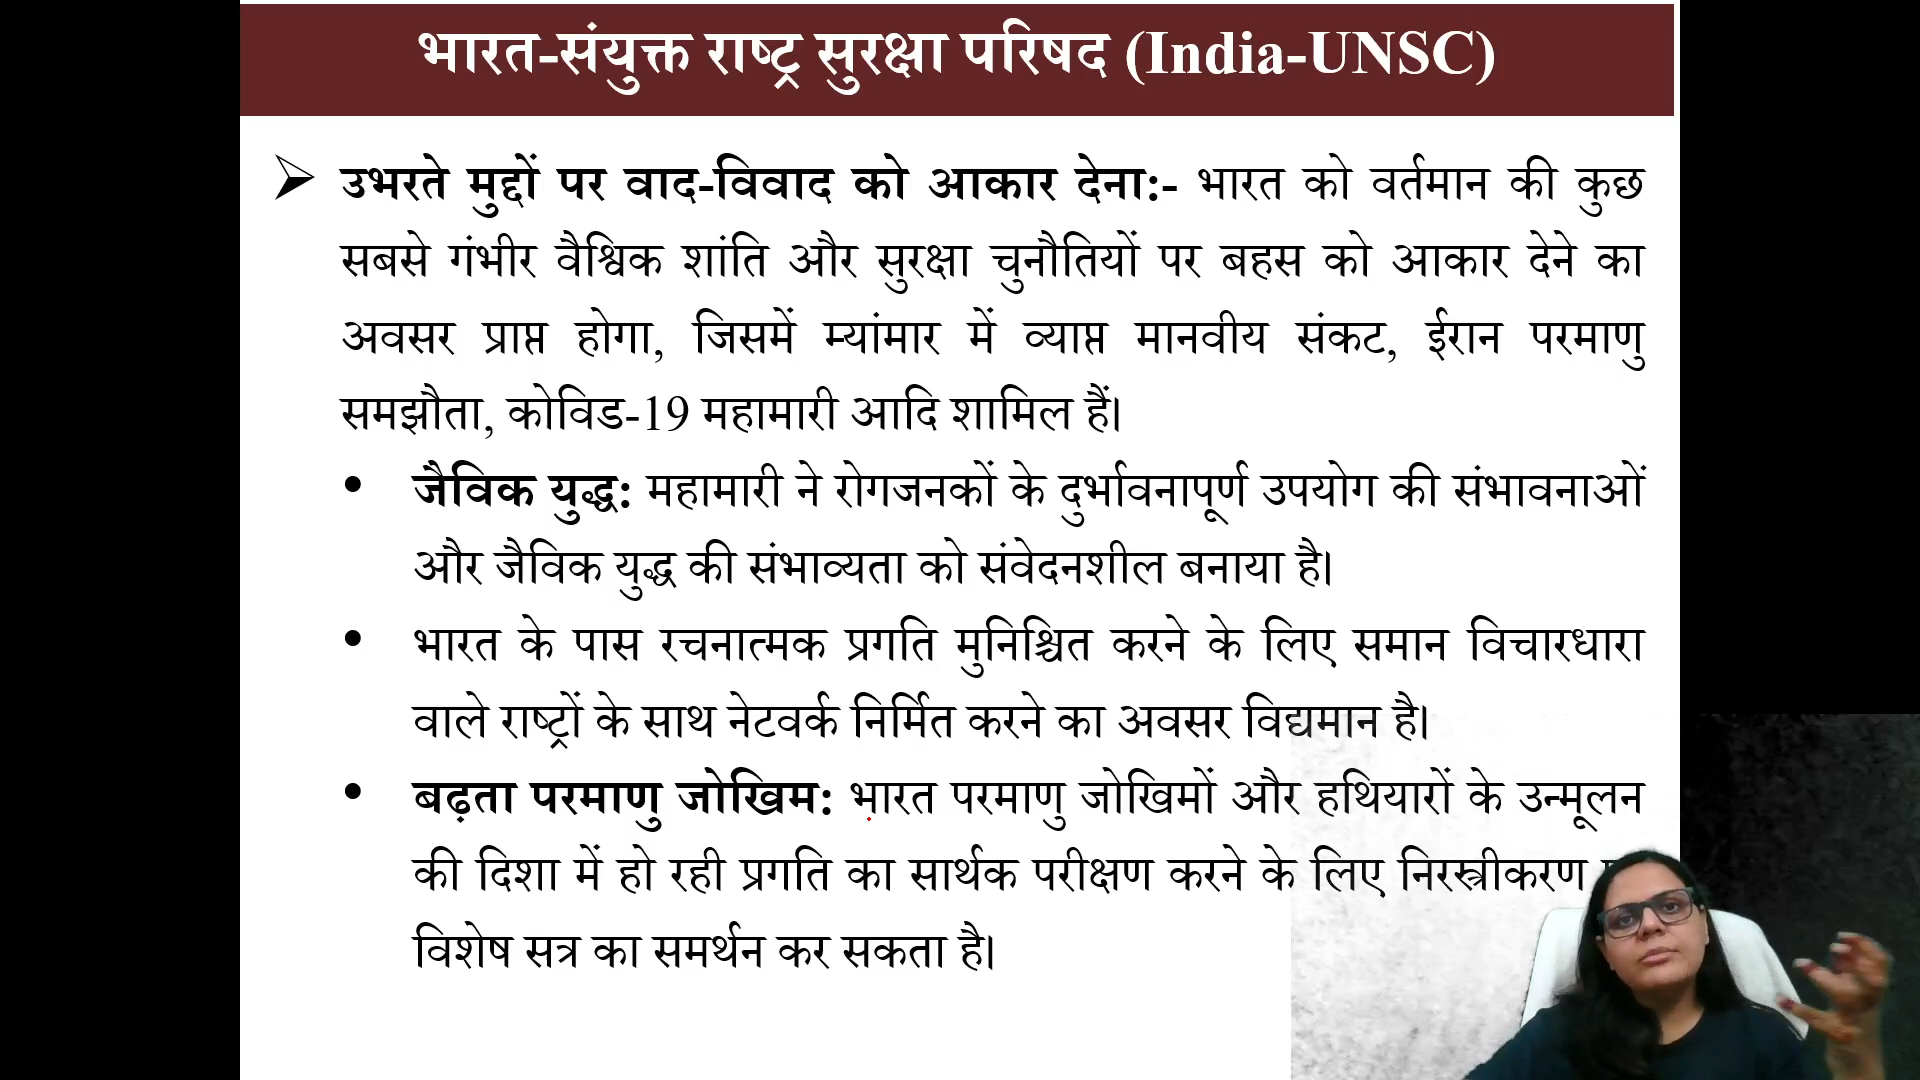 भारत-संयुक्त राष्ट्र सुरक्षा परिषद (India-UNSC)
➢ उभरते मुद्दों पर वाद-विवाद को आकार देना:- भारत को वर्तमान की कुछ
सबसे गंभीर वैश्विक शांति और सुरक्षा चुनौतियों पर बहस को आकार देने का
अवसर प्राप्त होगा, जिसमें म्यांमार में व्याप्त मानवीय संकट, ईरान परमाणु
समझौता, कोविड-19 महामारी आदि शामिल हैं।
• जैविक युद्ध: महामारी ने रोगजनकों के दुर्भावनापूर्ण उपयोग की संभावनाओं
और जैविक युद्ध की संभाव्यता को संवेदनशील बनाया है।
• भारत के पास रचनात्मक प्रगति मुनिश्चित करने के लिए समान विचारधारा
वाले राष्ट्रों के साथ नेटवर्क निर्मित करने का अवसर विद्यमान है।
• बढ़ता परमाणु जोखिम: भारत परमाणु जोखिमों और हथियारों के उन्मूलन
की दिशा में हो रही प्रगति का सार्थक परीक्षण करने के लिए निरस्त्रीकरण
विशेष सत्र का समर्थन कर सकता है।